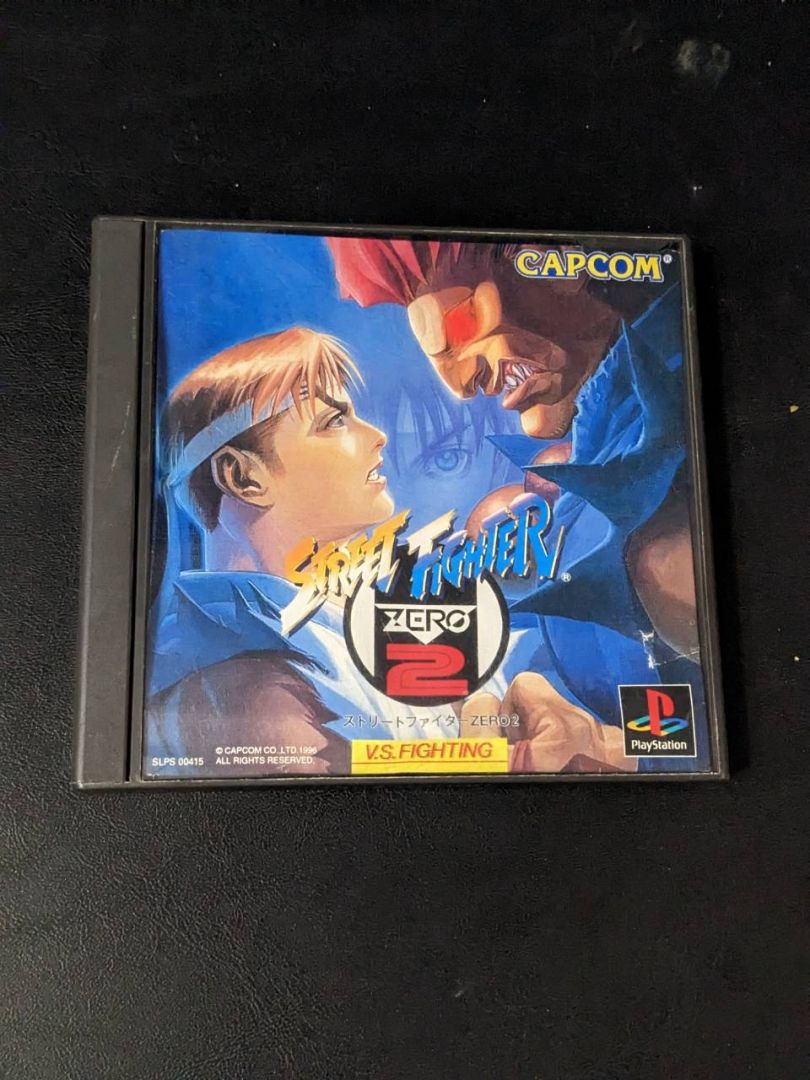 CAPCOM®
STREET FIGHTER®
ZERO
2
ストリートファイターZERO2
V.S. FIGHTING
© CAPCOM CO.,LTD.1996
SLPS 00415 ALL RIGHTS RESERVED.
PlayStation